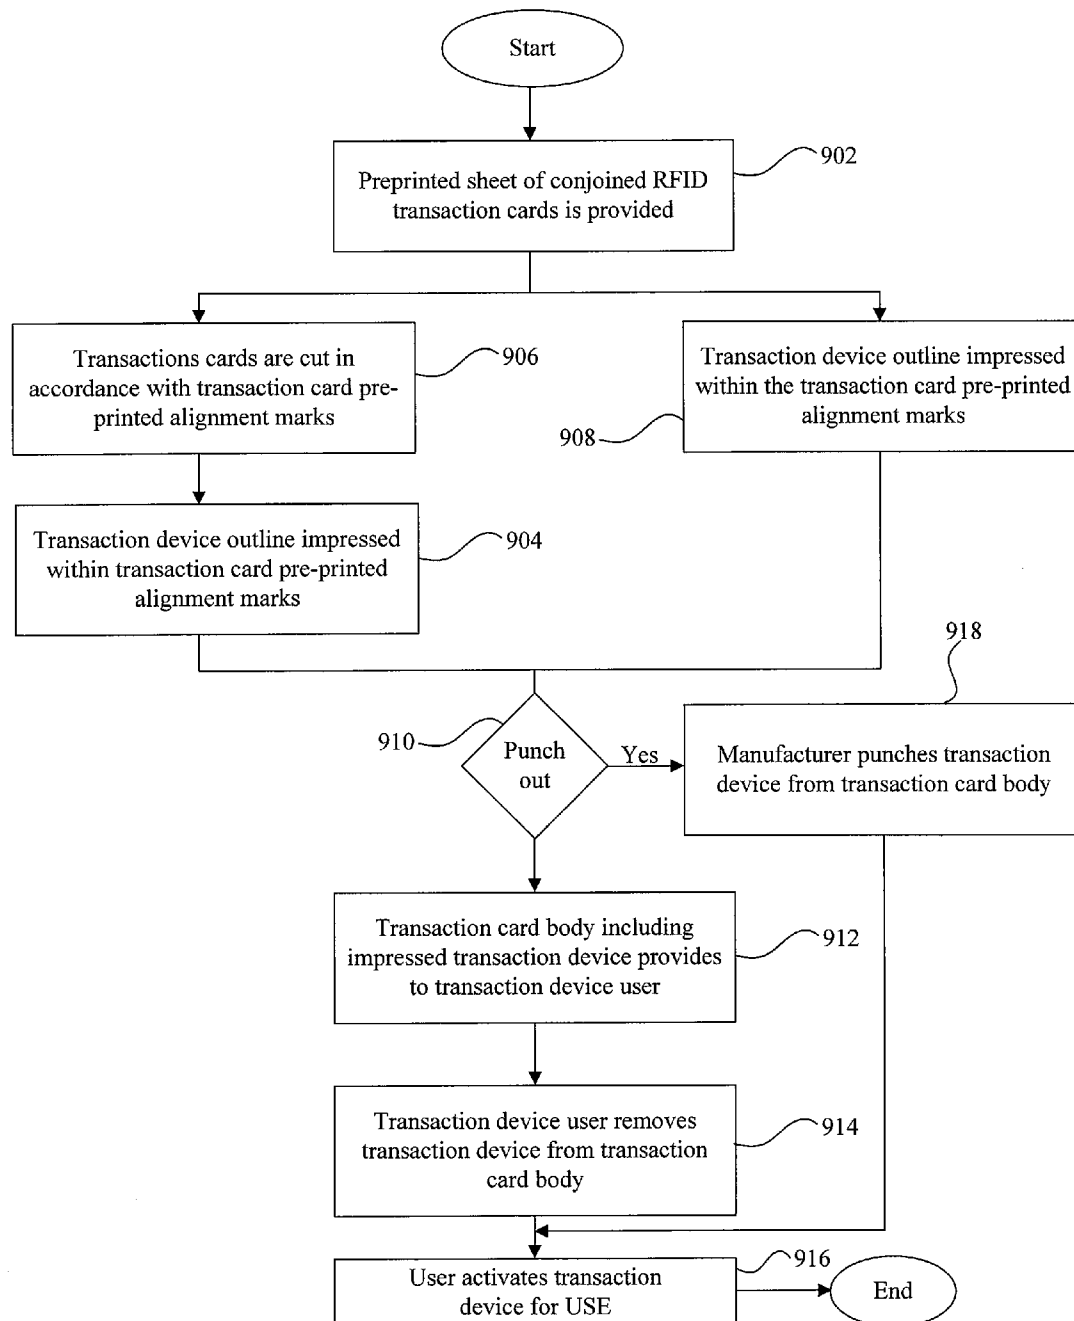 Start
Preprinted sheet of conjoined RFID
transaction cards is provided
902
Transactions cards are cut in
accordance with transaction card pre-
printed alignment marks
906
Transaction device outline impressed
within the transaction card pre-printed
alignment marks
908
Transaction device outline impressed
within transaction card pre-printed
alignment marks
904
918
910
Punch
out
Yes
Manufacturer punches transaction
device from transaction card body
Transaction card body including
impressed transaction device provides
to transaction device user
912
Transaction device user removes
transaction device from transaction
card body
914
User activates transaction
device for USE
916
End